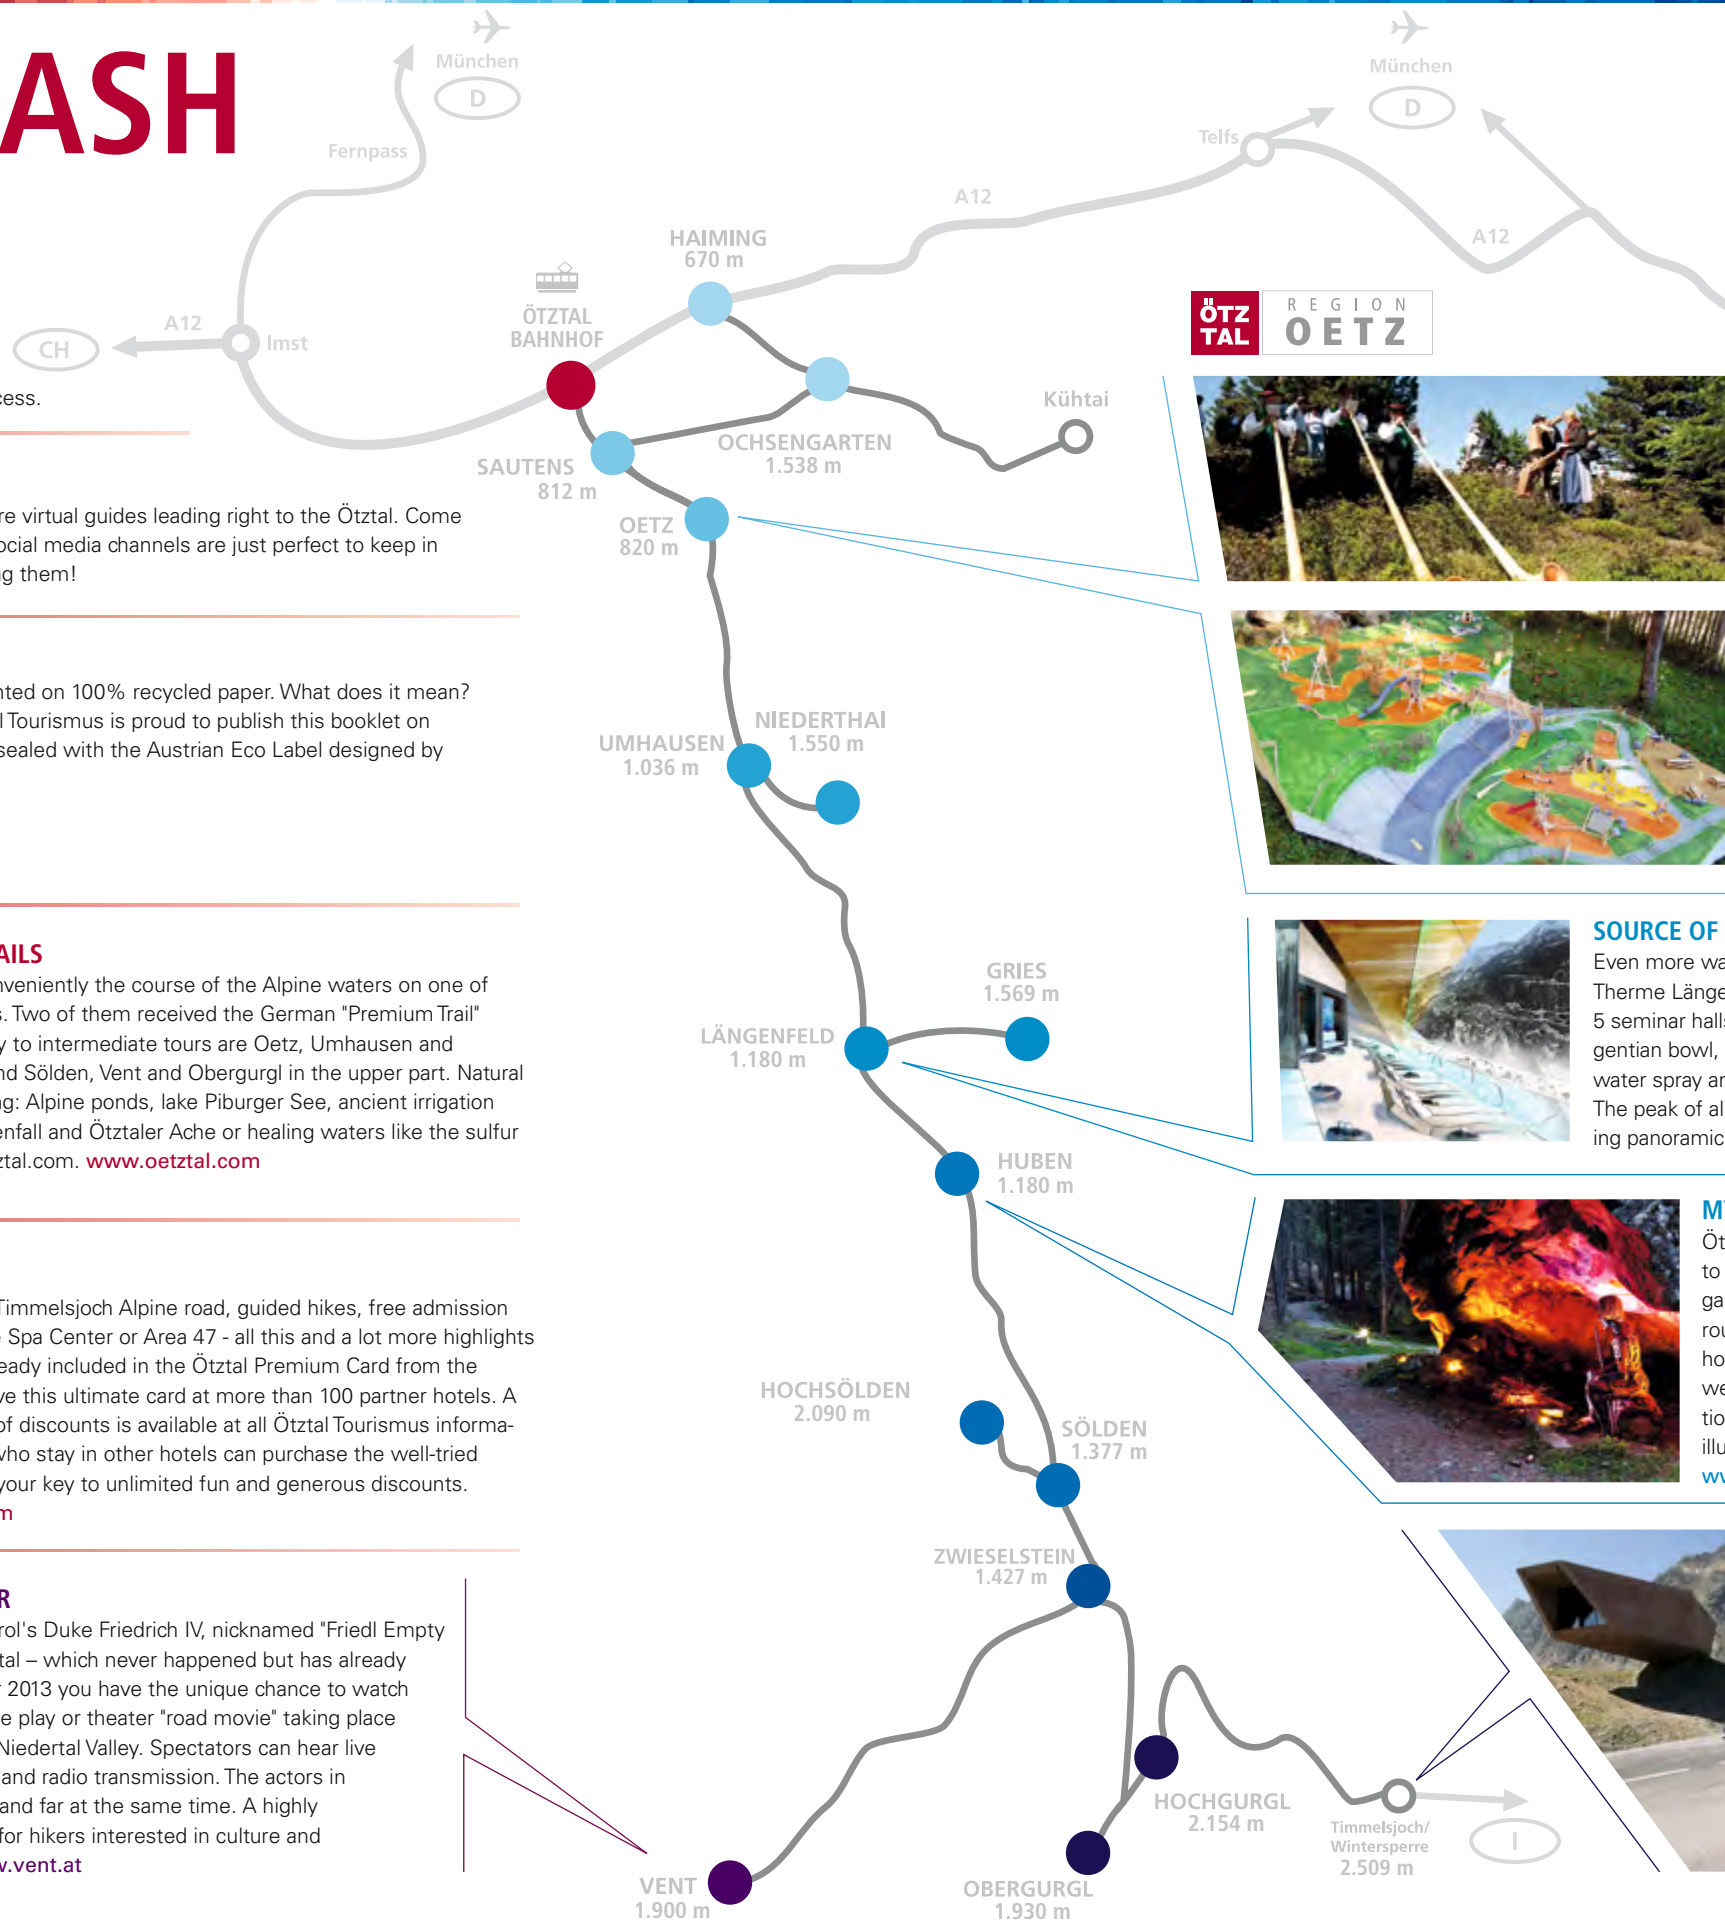 ASH
cess.
re virtual guides leading right to the Ötztal. Come
ocial media channels are just perfect to keep in
ng them!
nted on 100% recycled paper. What does it mean?
l Tourismus is proud to publish this booklet on
sealed with the Austrian Eco Label designed by
AILS
nveniently the course of the Alpine waters on one of
s. Two of them received the German "Premium Trail"
y to intermediate tours are Oetz, Umhausen and
nd Sölden, Vent and Obergurgl in the upper part. Natural
ng: Alpine ponds, lake Piburger See, ancient irrigation
enfall and Ötztaler Ache or healing waters like the sulfur
ztal.com. www.oetztal.com
Timmelsjoch Alpine road, guided hikes, free admission
e Spa Center or Area 47 - all this and a lot more highlights
eady included in the Ötztal Premium Card from the
ve this ultimate card at more than 100 partner hotels. A
of discounts is available at all Ötztal Tourismus informa-
who stay in other hotels can purchase the well-tried
your key to unlimited fun and generous discounts.
m
R
rol's Duke Friedrich IV, nicknamed "Friedl Empty
tal – which never happened but has already
r 2013 you have the unique chance to watch
e play or theater "road movie" taking place
Niedertal Valley. Spectators can hear live
and radio transmission. The actors in
and far at the same time. A highly
for hikers interested in culture and
w.vent.at
München
D
Fernpass
München
D
Telfs
A12
A12
HAIMING
670 m
ÖTZTAL
BAHNHOF
A12
CH
Imst
Kühtai
OCHSENGARTEN
1.538 m
SAUTENS
812 m
OETZ
820 m
NIEDERTHAI
1.550 m
UMHAUSEN
1.036 m
GRIES
1.569 m
LÄNGENFELD
1.180 m
HUBEN
1.180 m
HOCHSÖLDEN
2.090 m
SÖLDEN
1.377 m
ZWIESELSTEIN
1.427 m
HOCHGURGL
2.154 m
Timmelsjoch/
Wintersperre
2.509 m
I
VENT
1.900 m
OBERGURGL
1.930 m
ÖTZ
TAL
REGION
OETZ
SOURCE OF
Even more wa
Therme Länge
5 seminar halls
gentian bowl,
water spray an
The peak of al
ing panoramic
MY
Öt
to
ga
rou
ho
we
tio
illu
ww